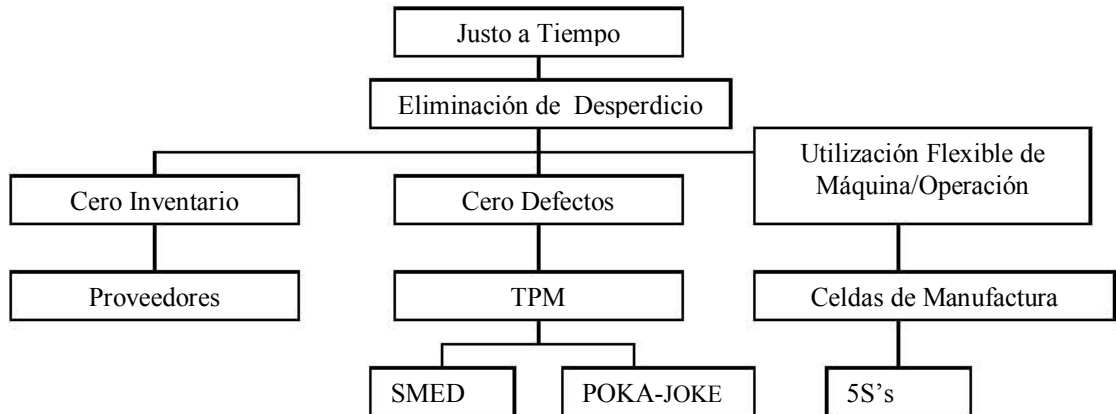 Justo a Tiempo
Eliminación de Desperdicio
Utilización Flexible de
Máquina/Operación
Cero Inventario
Cero Defectos
Proveedores
TPM
Celdas de Manufactura
SMED
POKA-JOKE
5S’s